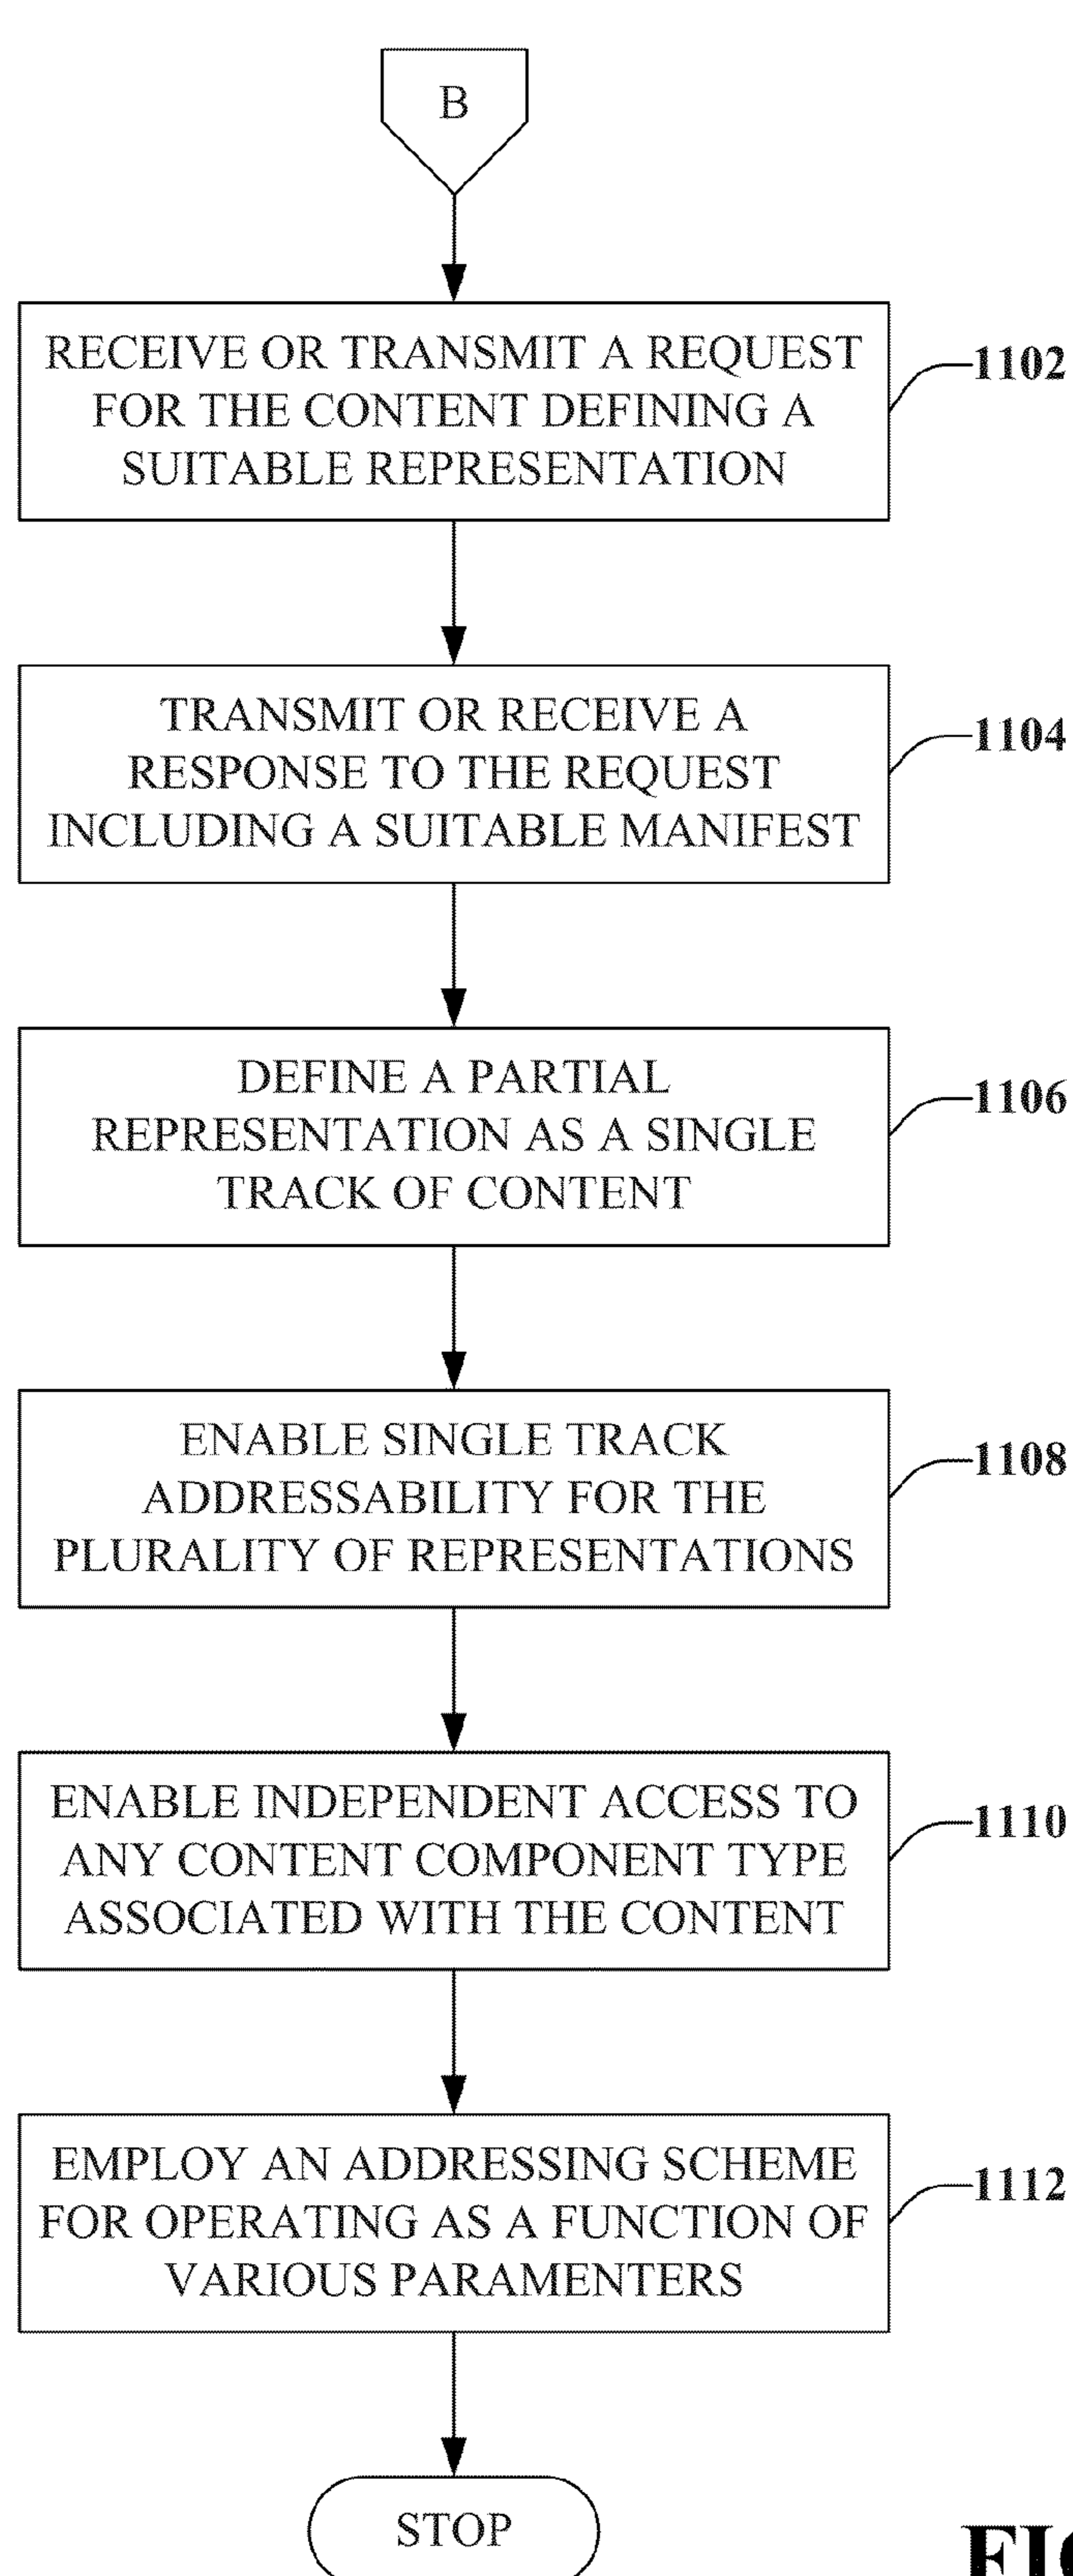 B
RECEIVE OR TRANSMIT A REQUEST
FOR THE CONTENT DEFINING A
SUITABLE REPRESENTATION
1102
TRANSMIT OR RECEIVE A
RESPONSE TO THE REQUEST
INCLUDING A SUITABLE MANIFEST
1104
DEFINE A PARTIAL
REPRESENTATION AS A SINGLE
TRACK OF CONTENT
1106
ENABLE SINGLE TRACK
ADDRESSABILITY FOR THE
PLURALITY OF REPRESENTATIONS
1108
ENABLE INDEPENDENT ACCESS TO
ANY CONTENT COMPONENT TYPE
ASSOCIATED WITH THE CONTENT
1110
EMPLOY AN ADDRESSING SCHEME
FOR OPERATING AS A FUNCTION OF
VARIOUS PARAMENTERS
1112
STOP